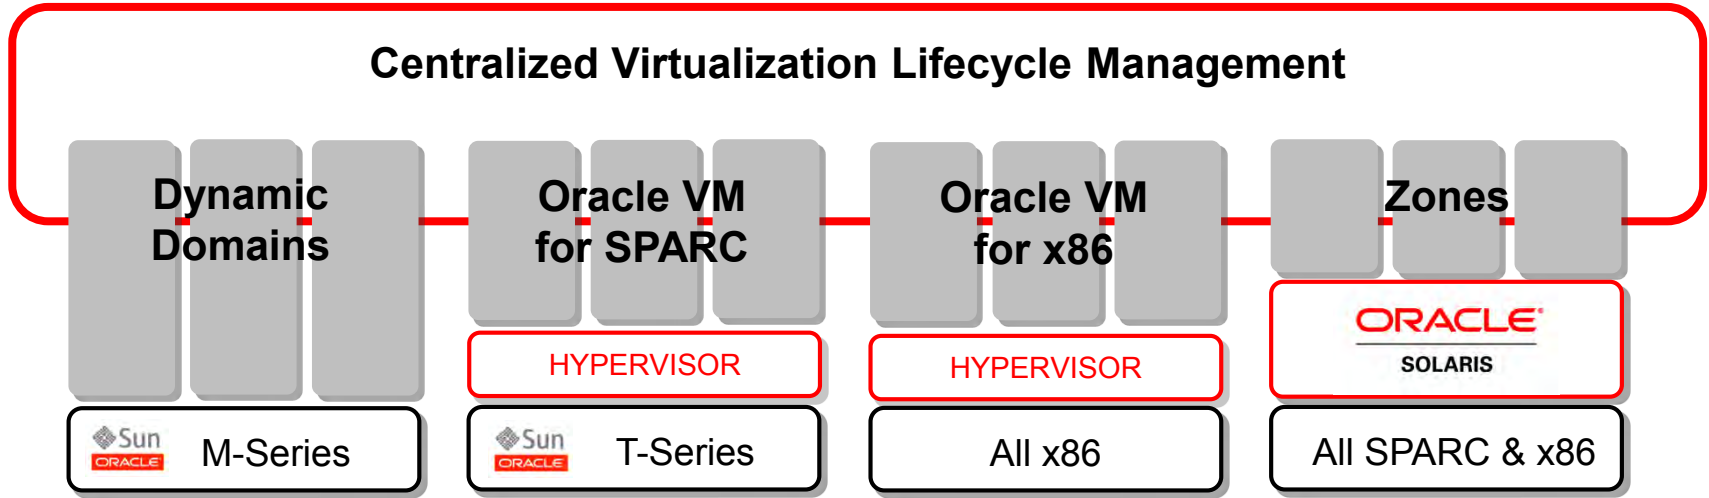 Centralized Virtualization Lifecycle Management
Dynamic
Domains
Oracle VM
for SPARC
Oracle VM
for x86
Zones
HYPERVISOR
HYPERVISOR
ORACLE®
SOLARIS
Sun
ORACLE
M-Series
Sun
ORACLE
T-Series
All x86
All SPARC & x86